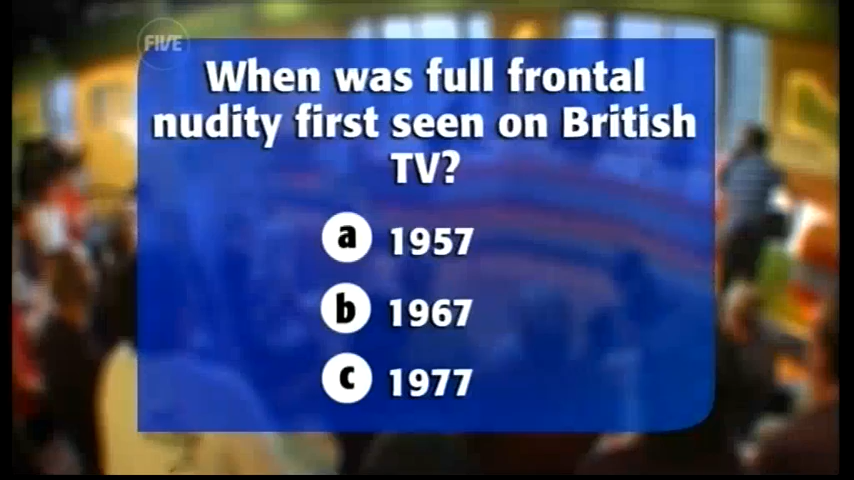 FIVE
When was full frontal
nudity first seen on British
TV?
a 1957
b 1967
c 1977